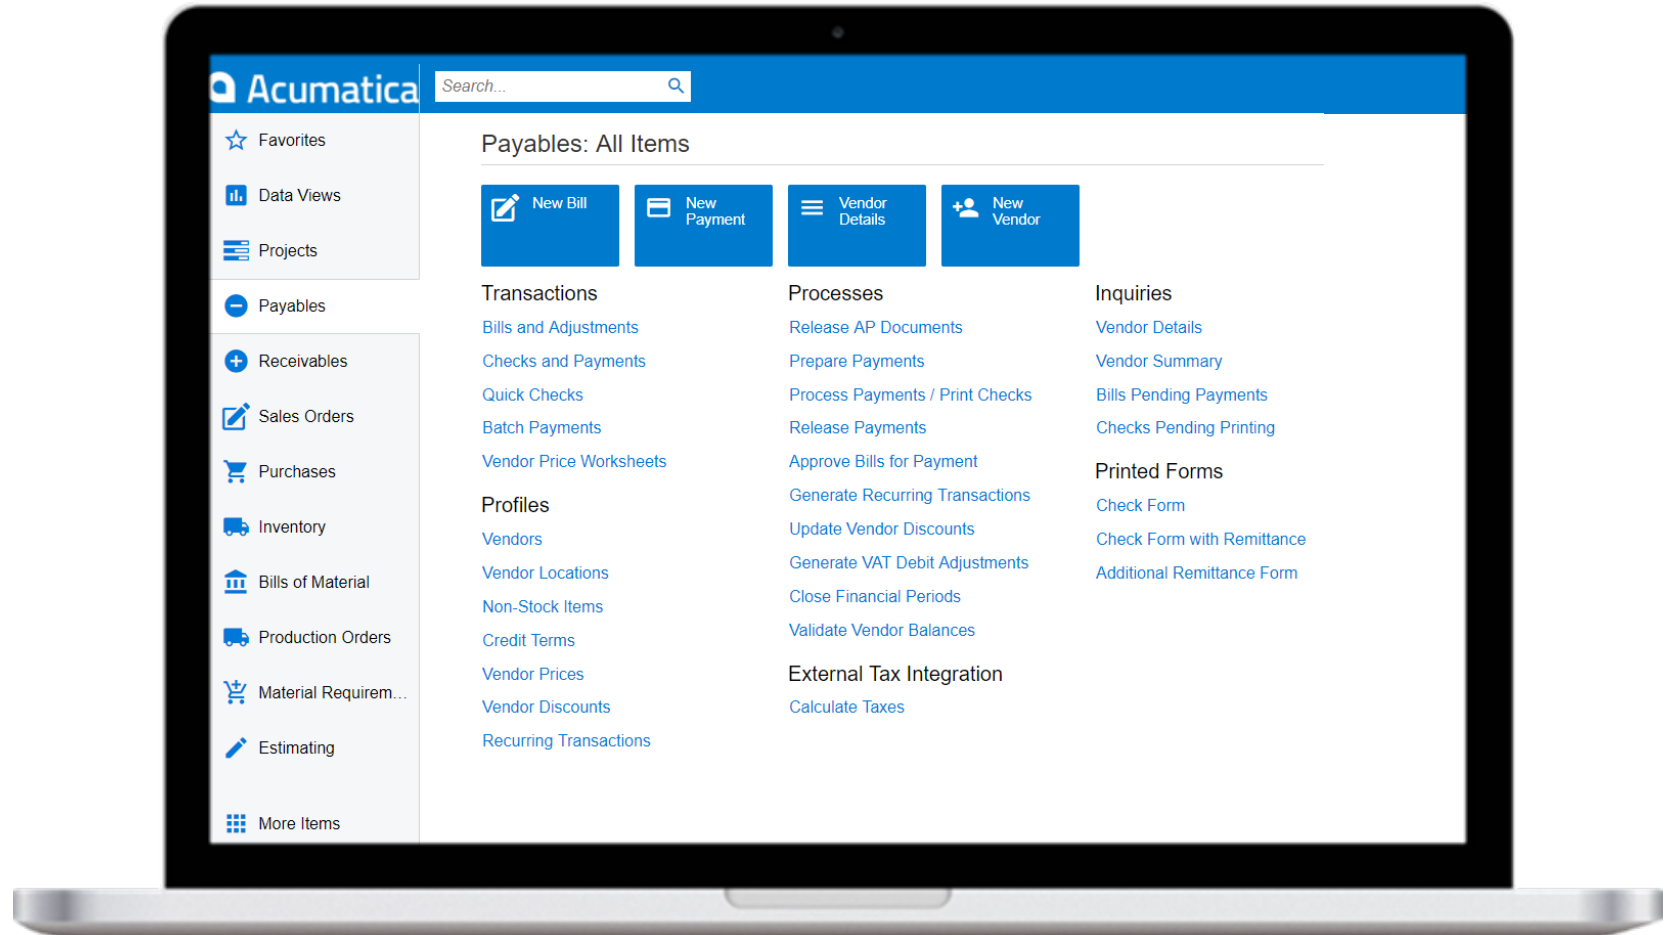 Acumatica
Search...
Favorites
Data Views
Projects
Payables
Receivables
Sales Orders
Purchases
Inventory
Bills of Material
Production Orders
Material Requirem...
Estimating
More Items
Payables: All Items
New Bill
New
Payment
Vendor
Details
New
Vendor
Transactions
Bills and Adjustments
Checks and Payments
Quick Checks
Batch Payments
Vendor Price Worksheets
Profiles
Vendors
Vendor Locations
Non-Stock Items
Credit Terms
Vendor Prices
Vendor Discounts
Recurring Transactions
Processes
Release AP Documents
Prepare Payments
Process Payments / Print Checks
Release Payments
Approve Bills for Payment
Generate Recurring Transactions
Update Vendor Discounts
Generate VAT Debit Adjustments
Close Financial Periods
Validate Vendor Balances
External Tax Integration
Calculate Taxes
Inquiries
Vendor Details
Vendor Summary
Bills Pending Payments
Checks Pending Printing
Printed Forms
Check Form
Check Form with Remittance
Additional Remittance Form